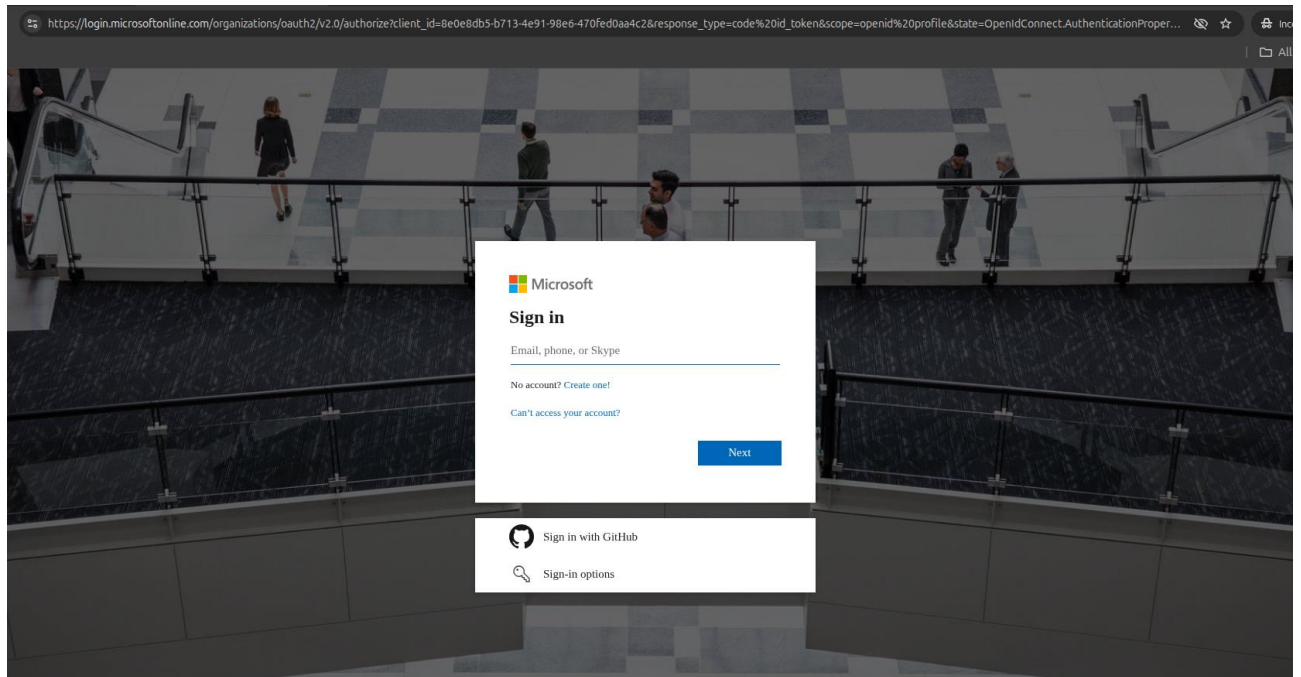 https://login.microsoftonline.com/organizations/oauth2/v2.0/authorize?client_id=8e0e8db5-b713-4e91-98e6-470fed0aa4c2&response_type=code%20id_token&scope=openid%20profile&state=OpenIdConnect.AuthenticationProper...
All
Microsoft
Sign in
Email, phone, or Skype
No account? Create one!
Can't access your account?
Next
Sign in with GitHub
Sign-in options